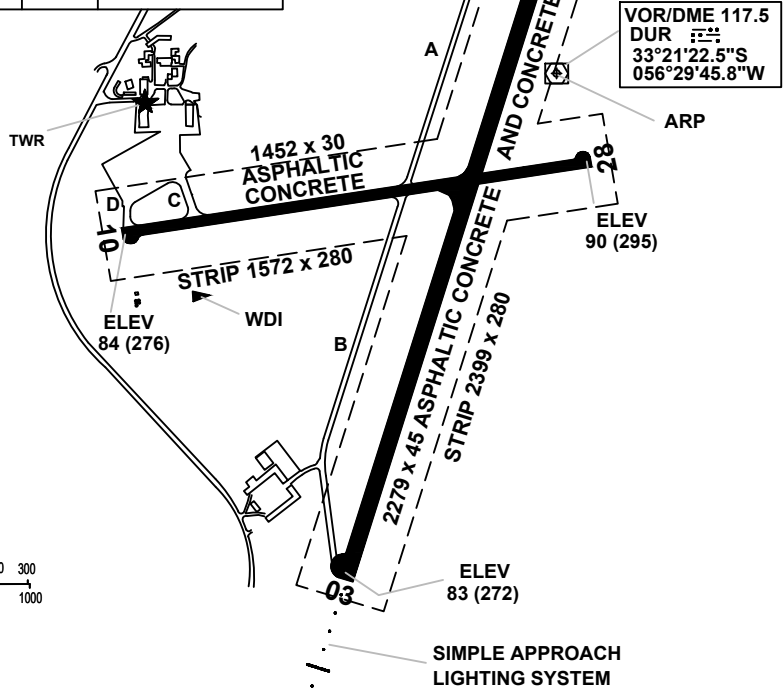 VOR/DME 117.5
DUR
33°21'22.5"S
056°29'45.8"W
A
ARP
TWR
1452 x 30
ASPHALTIC
CONCRETE
2279 x 45 ASPHALTIC CONCRETE AND CONCRETE
28
D
C
10
ELEV
90 (295)
STRIP 1572 x 280
WDI
ELEV
84 (276)
B
STRIP 2399 x 280
300
1000
ELEV
83 (272)
03
SIMPLE APPROACH
LIGHTING SYSTEM